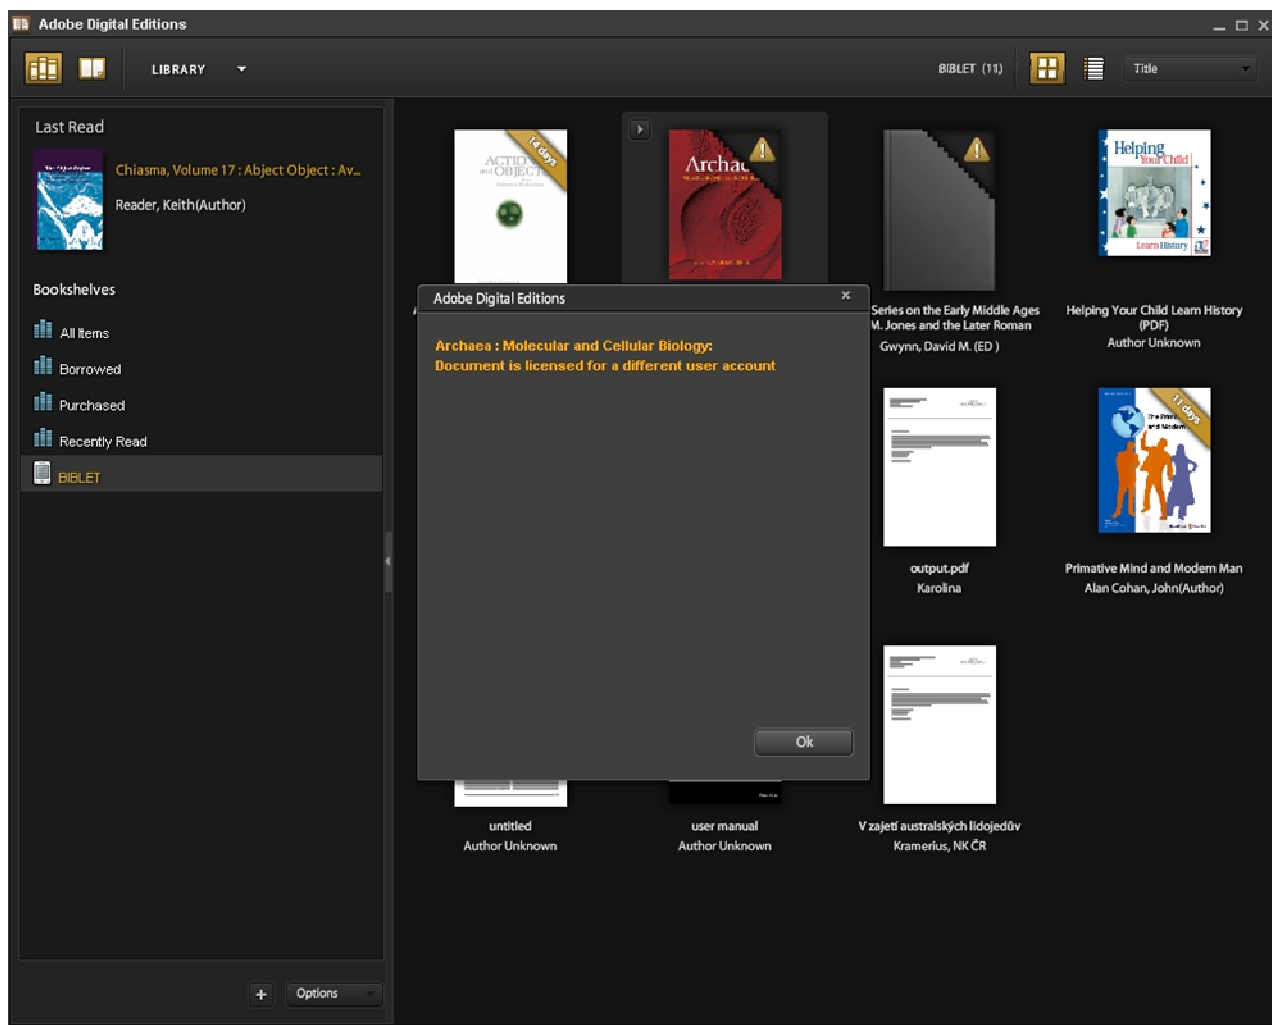 Adobe Digital Editions
LIBRARY
BIBLET (11)
Title
Last Read
Chiasma, Volume 17 : Abject Object : Av...
Reader, Keith(Author)
Bookshelves
All Items
Borrowed
Purchased
Recently Read
BIBLET
Options
14 days
ACTIO
and OBJECT
Archae
Helping
Your Child
Learn History
Series on the Early Middle Ages
M. Jones and the Later Roman
Gwynn, David M. (ED )
Helping Your Child Learn History
(PDF)
Author Unknown
Adobe Digital Editions
Archaea : Molecular and Cellular Biology:
Document is licensed for a different user account
Ok
11 days
output.pdf
Karolina
Primative Mind and Modern Man
Alan Cohan, John(Author)
untitled
Author Unknown
user manual
Author Unknown
V zajetí australských lidojedův
Kramerius, NK ČR